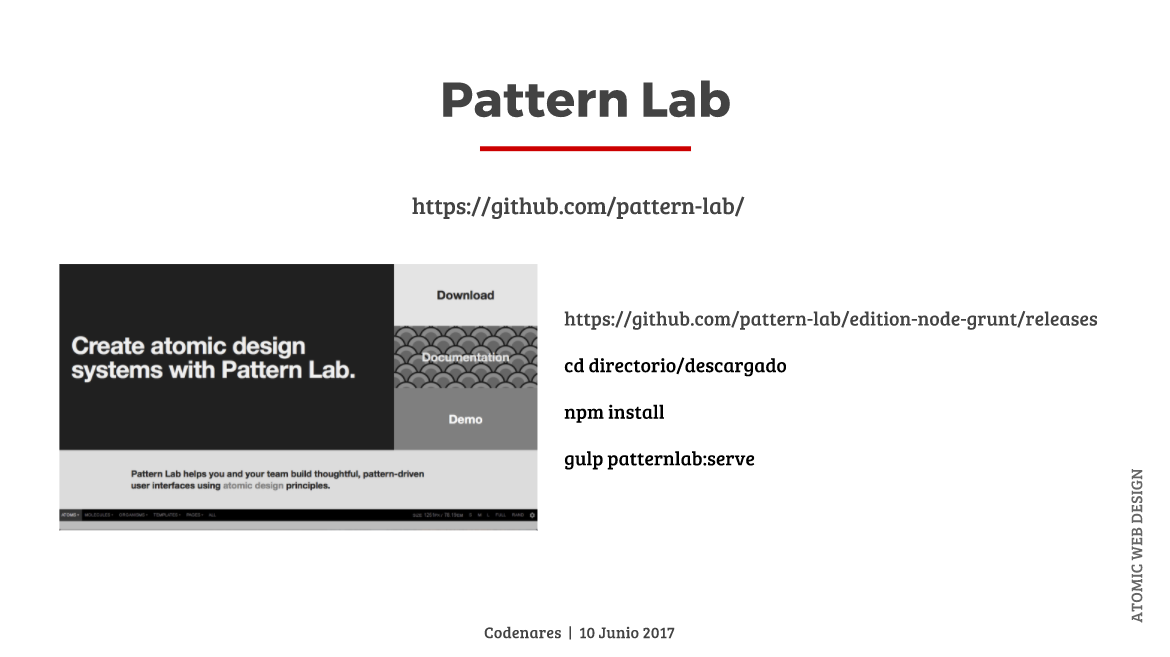 Pattern Lab
https://github.com/pattern-lab/
Create atomic design
systems with Pattern Lab.
Download
Documentation
Demo
Pattern Lab helps you and your team build thoughtful, pattern-driven
user interfaces using atomic design principles.
ATOMS MOLECULES ORGANISMS TEMPLATES PAGES ALL
https://github.com/pattern-lab/edition-node-grunt/releases
cd directorio/descargado
npm install
gulp patternlab:serve
ATOMIC WEB DESIGN
Codenares | 10 Junio 2017